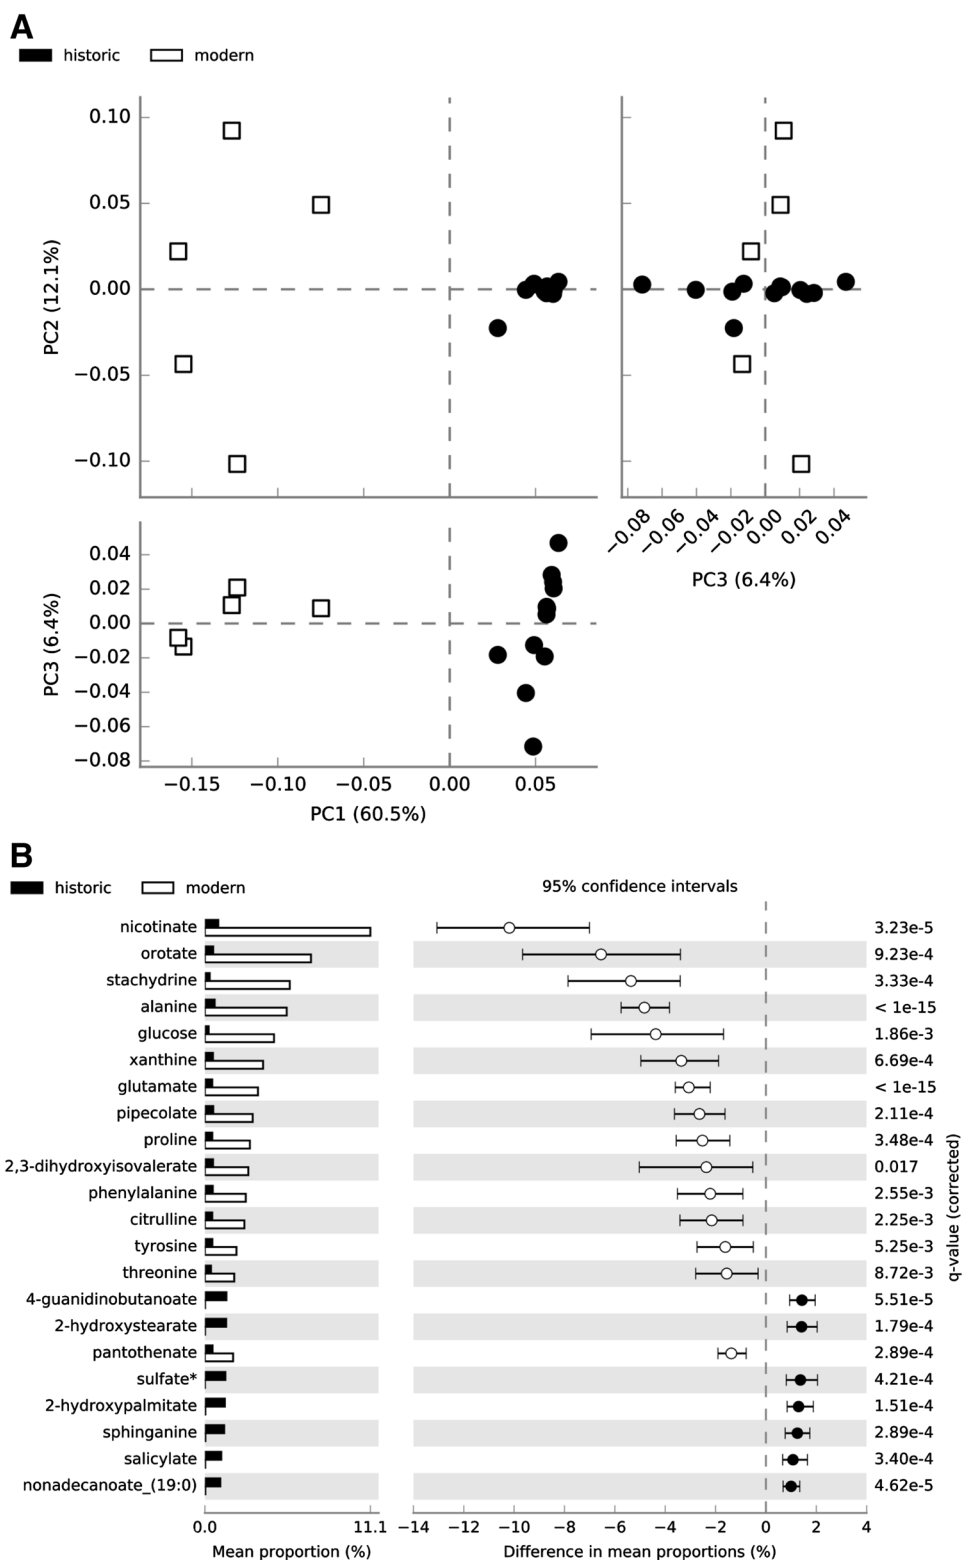 A
historic modern
0.10
0.05
0.00
−0.05
−0.10
PC2 (12.1%)
−0.08 −0.06 −0.04 −0.02 0.00 0.02 0.04
PC3 (6.4%)
0.04
0.02
0.00
−0.02
−0.04
−0.06
−0.08
PC3 (6.4%)
−0.15 −0.10 −0.05 0.00 0.05
PC1 (60.5%)
B
historic modern 95% confidence intervals
nicotinate 3.23e-5
orotate 9.23e-4
stachydrine 3.33e-4
alanine < 1e-15
glucose 1.86e-3
xanthine 6.69e-4
glutamate < 1e-15
pipecolate 2.11e-4
proline 3.48e-4
2,3-dihydroxyisovalerate 0.017
phenylalanine 2.55e-3
citrulline 2.25e-3
tyrosine 5.25e-3
threonine 8.72e-3
4-guanidinobutanoate 5.51e-5
2-hydroxystearate 1.79e-4
pantothenate 2.89e-4
sulfate* 4.21e-4
2-hydroxypalmitate 1.51e-4
sphinganine 2.89e-4
salicylate 3.40e-4
nonadecanoate_(19:0) 4.62e-5
q-value (corrected)
0.0 11.1 −14 −12 −10 −8 −6 −4 −2 0 2 4
Mean proportion (%) Difference in mean proportions (%)